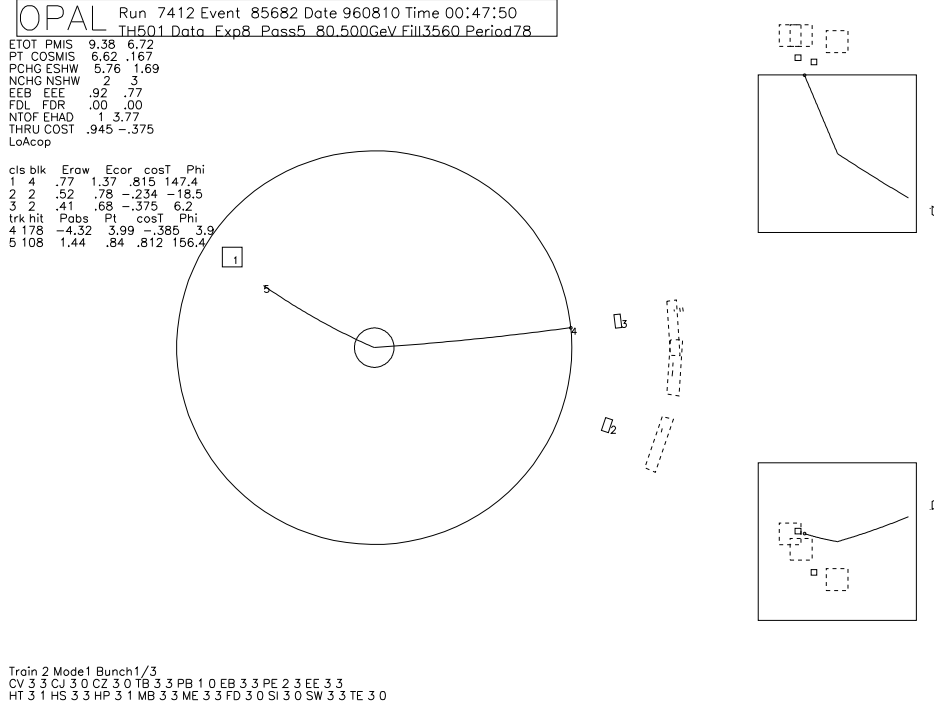 OPAL
Run 7412 Event 85682 Date 960810 Time 00:47:50
TH501 Data Exp8 Pass5 80.500GeV Fill3560 Period78
ETOT PMIS 9.38 6.72
PT COSMIS 6.62 .167
PCHG ESHW 5.76 1.69
NCHG NSHW 2 3
EEB EEE .92 .77
FDL FDR .00 .00
NTOF EHAD 1 3.77
THRU COST .945 -.375
LoAcop
cls blk Eraw Ecor cosT Phi
1 4 .77 1.37 .815 147.4
2 2 .52 .78 -.234 -18.5
3 2 .41 .68 -.375 6.2
trk hit Pabs Pt cosT Phi
4 178 -4.32 3.99 -.385 3.9
5 108 1.44 .84 .812 156.4
1
5
4
3
2
Train 2 Mode1 Bunch1/3
CV 3 3 CJ 3 0 CZ 3 0 TB 3 3 PB 1 0 EB 3 3 PE 2 3 EE 3 3
HT 3 1 HS 3 3 HP 3 1 MB 3 3 ME 3 3 FD 3 0 SI 3 0 SW 3 3 TE 3 0